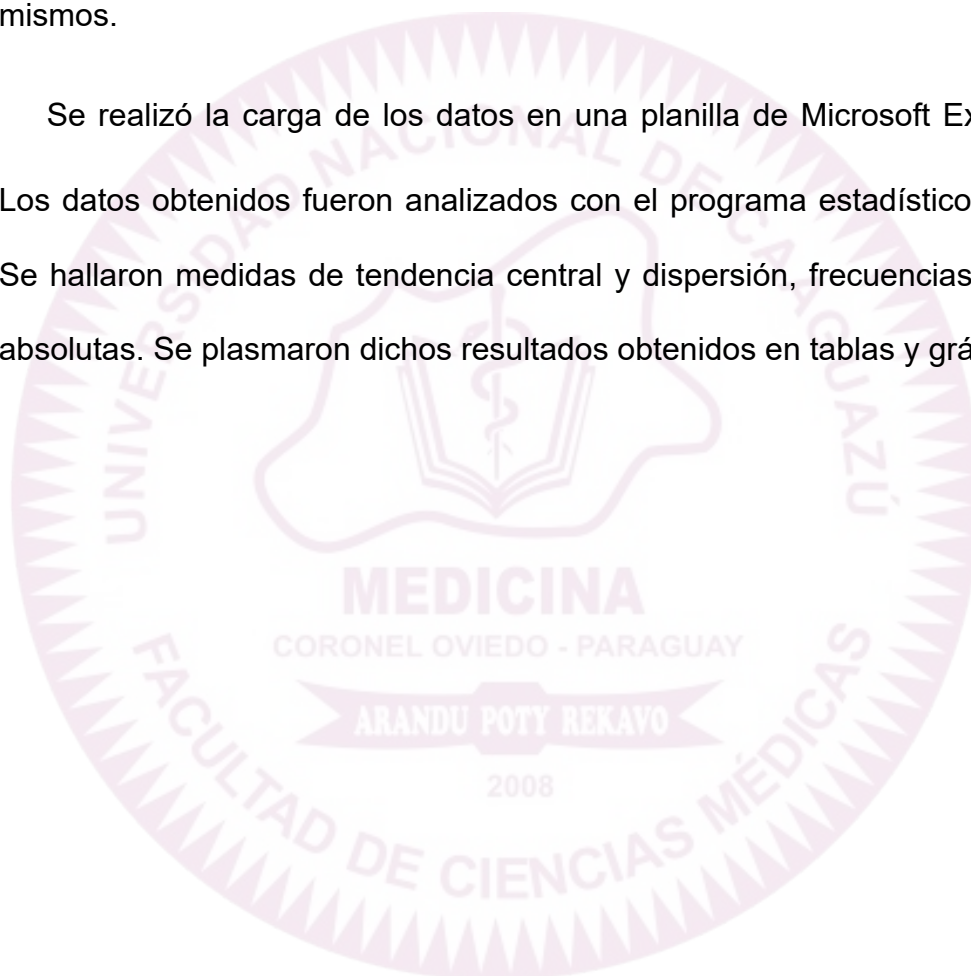 mismos.
Se realizó la carga de los datos en una planilla de Microsoft
Los datos obtenidos fueron analizados con el programa estadístico
Se hallaron medidas de tendencia central y dispersión, frecuencias
absolutas. Se plasmaron dichos resultados obtenidos en tablas y
UNIVERSIDAD NACIONAL DE CAAGUAZÚ
MEDICINA
CORONEL OVIEDO - PARAGUAY
ARANDU POTY REKAVO
2008
FACULTAD DE CIENCIAS MÉDICAS